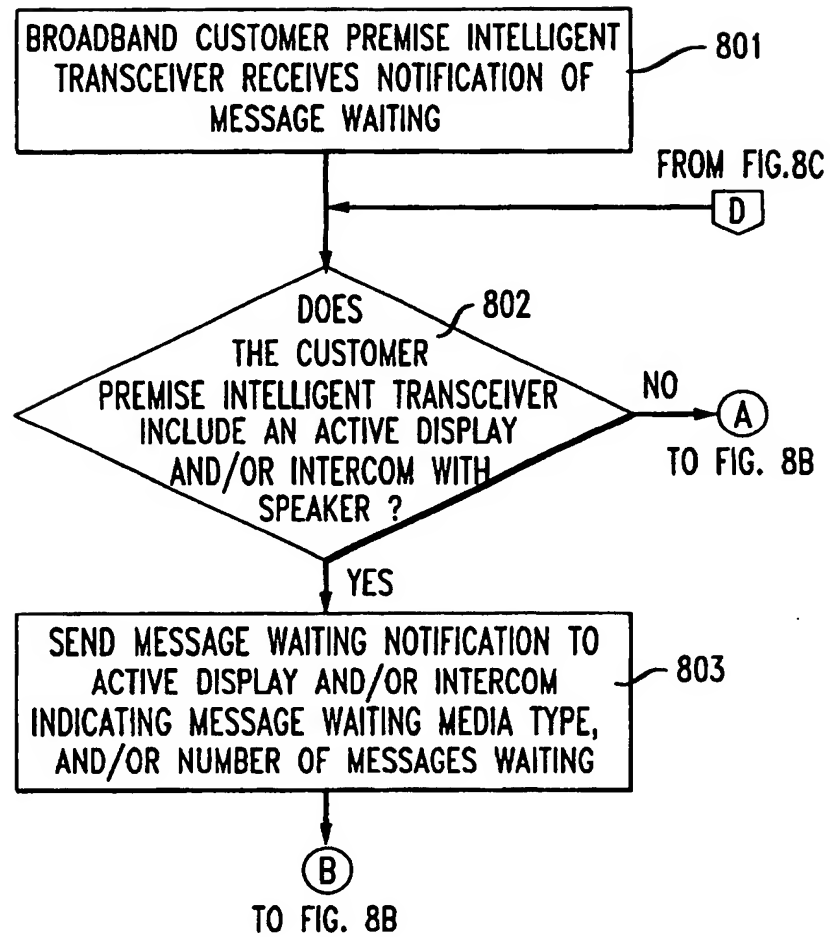 BROADBAND CUSTOMER PREMISE INTELLIGENT
TRANSCEIVER RECEIVES NOTIFICATION OF
MESSAGE WAITING
801
FROM FIG.8C
D
DOES
802
THE CUSTOMER
PREMISE INTELLIGENT TRANSCEIVER
INCLUDE AN ACTIVE DISPLAY
AND/OR INTERCOM WITH
SPEAKER ?
NO
A
TO FIG. 8B
YES
SEND MESSAGE WAITING NOTIFICATION TO
ACTIVE DISPLAY AND/OR INTERCOM
INDICATING MESSAGE WAITING MEDIA TYPE,
AND/OR NUMBER OF MESSAGES WAITING
803
B
TO FIG. 8B